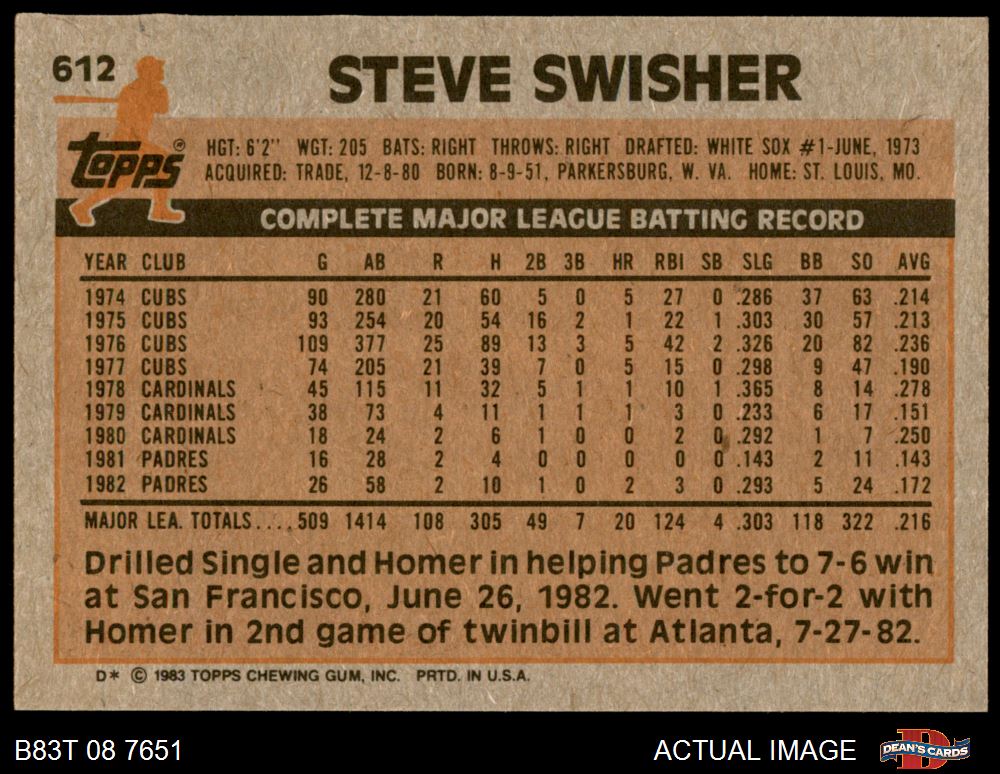 612 STEVE SWISHER
Topps ® HGT: 6'2" WGT: 205 BATS: RIGHT THROWS: RIGHT DRAFTED: WHITE SOX #1-JUNE, 1973
ACQUIRED: TRADE, 12-8-80 BORN: 8-9-51, PARKERSBURG, W. VA. HOME: ST. LOUIS, MO.
COMPLETE MAJOR LEAGUE BATTING RECORD
YEAR CLUB G AB R H 2B 3B HR RBI SB SLG BB SO AVG
1974 CUBS 90 280 21 60 5 0 5 27 0 .286 37 63 .214
1975 CUBS 93 254 20 54 16 2 1 22 1 .303 30 57 .213
1976 CUBS 109 377 25 89 13 3 5 42 2 .326 20 82 .236
1977 CUBS 74 205 21 39 7 0 5 15 0 .298 9 47 .190
1978 CARDINALS 45 115 11 32 5 1 1 10 1 .365 8 14 .278
1979 CARDINALS 38 73 4 11 1 1 1 3 0 .233 6 17 .151
1980 CARDINALS 18 24 2 6 1 0 0 2 0 .292 1 7 .250
1981 PADRES 16 28 2 4 0 0 0 0 0 .143 2 11 .143
1982 PADRES 26 58 2 10 1 0 2 3 0 .293 5 24 .172
MAJOR LEA. TOTALS....509 1414 108 305 49 7 20 124 4 .303 118 322 .216
Drilled Single and Homer in helping Padres to 7-6 win
at San Francisco, June 26, 1982. Went 2-for-2 with
Homer in 2nd game of twinbill at Atlanta, 7-27-82.
D* © 1983 TOPPS CHEWING GUM, INC. PRTD. IN U.S.A.
B83T 08 7651 ACTUAL IMAGE DEAN'S CARDS